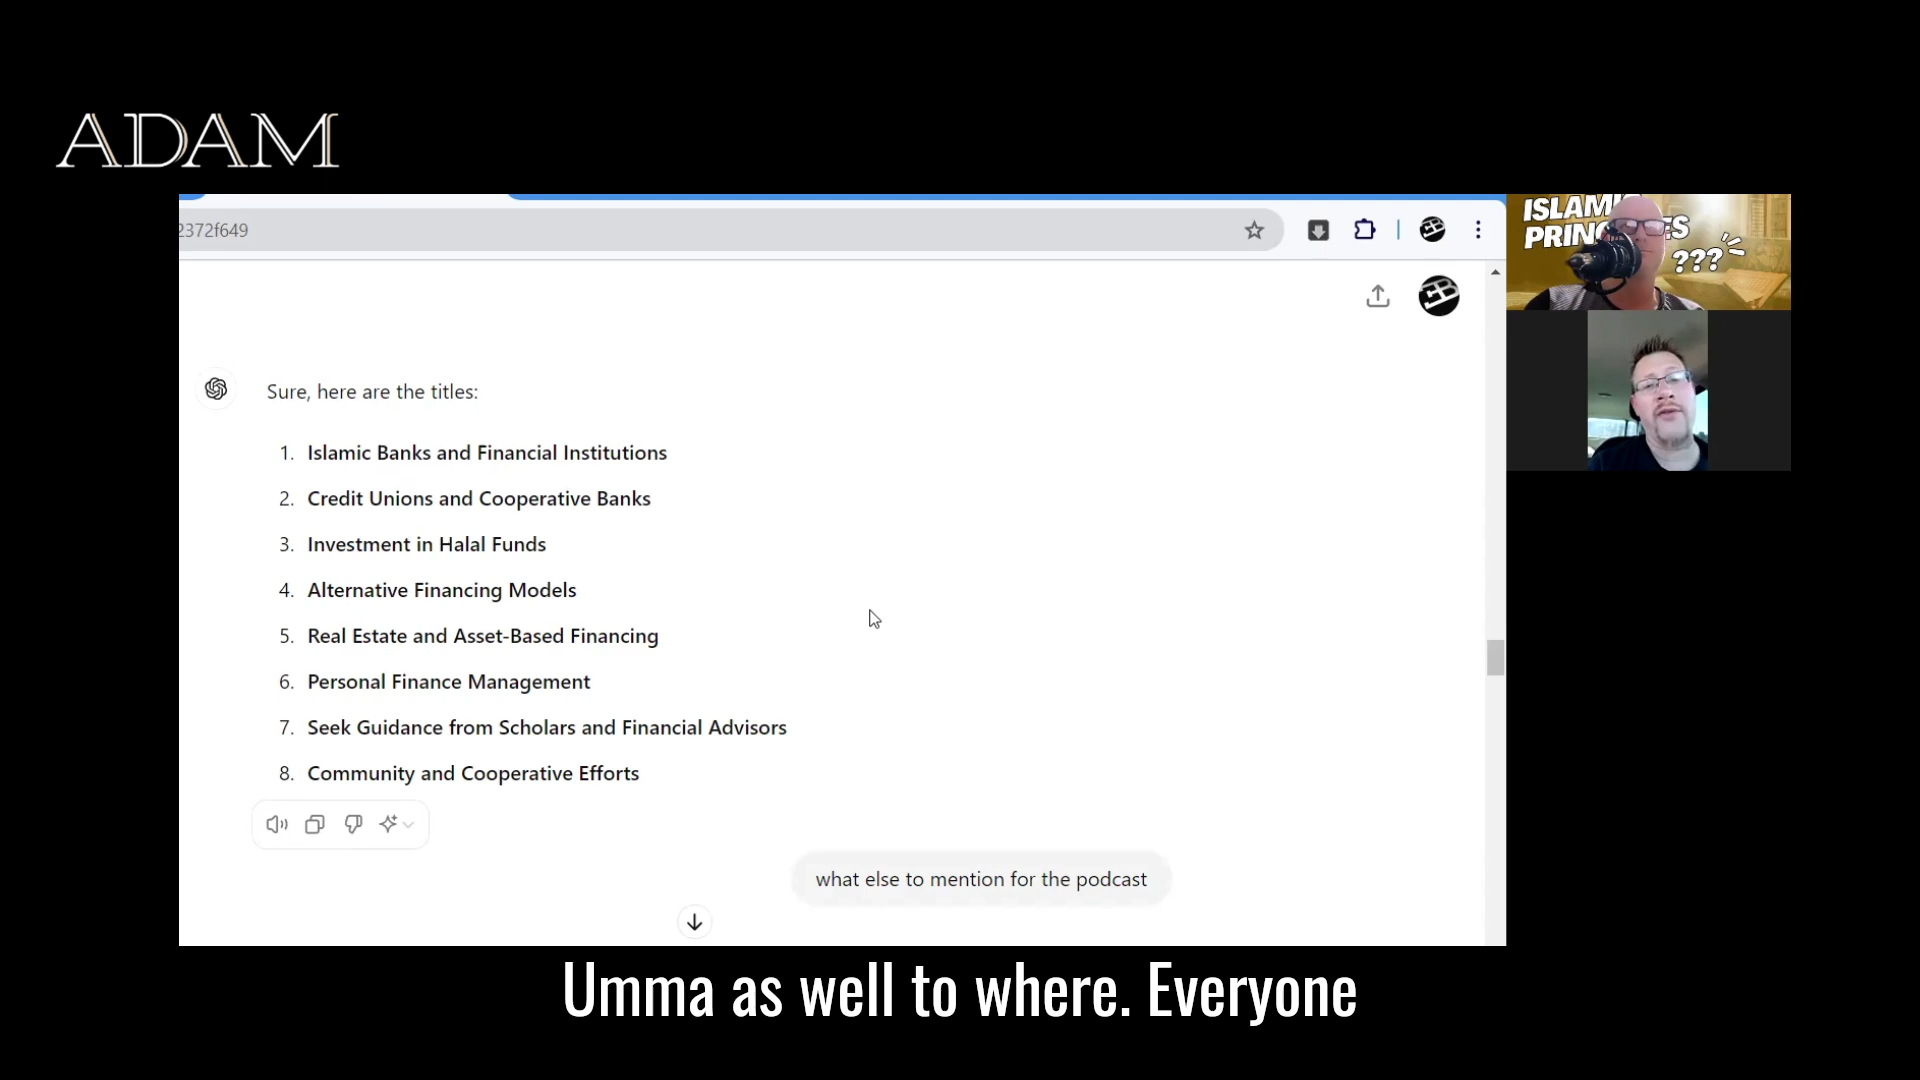 ADAM
2372f649
ISLAMI
PRIN ES
???
Sure, here are the titles:
1. Islamic Banks and Financial Institutions
2. Credit Unions and Cooperative Banks
3. Investment in Halal Funds
4. Alternative Financing Models
5. Real Estate and Asset-Based Financing
6. Personal Finance Management
7. Seek Guidance from Scholars and Financial Advisors
8. Community and Cooperative Efforts
what else to mention for the podcast
Umma as well to where. Everyone